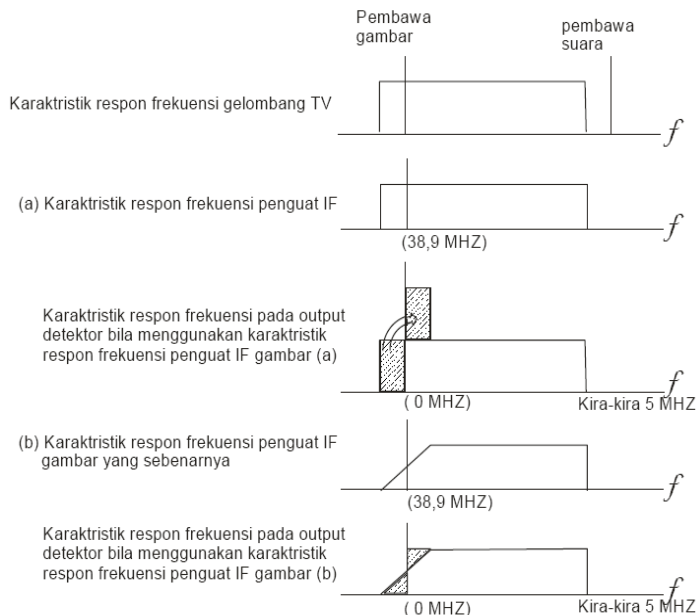 Pembawa
gambar
pembawa
suara
Karaktristik respon frekuensi gelombang TV
f
(a) Karaktristik respon frekuensi penguat IF
f
(38,9 MHZ)
Karaktristik respon frekuensi pada output
detektor bila menggunakan karaktristik
respon frekuensi penguat IF gambar (a)
f
( 0 MHZ)
Kira-kira 5 MHZ
(b) Karaktristik respon frekuensi penguat IF
gambar yang sebenarnya
f
(38,9 MHZ)
Karaktristik respon frekuensi pada output
detektor bila menggunakan karaktristik
respon frekuensi penguat IF gambar (b)
f
( 0 MHZ)
Kira-kira 5 MHZ